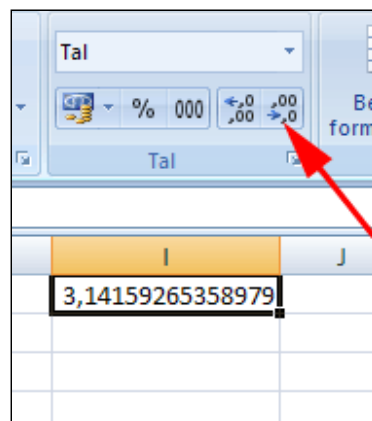 Tal
% 000 ,0 ,00
,00 ,0
Be
form
Tal
I J
3,14159265358979